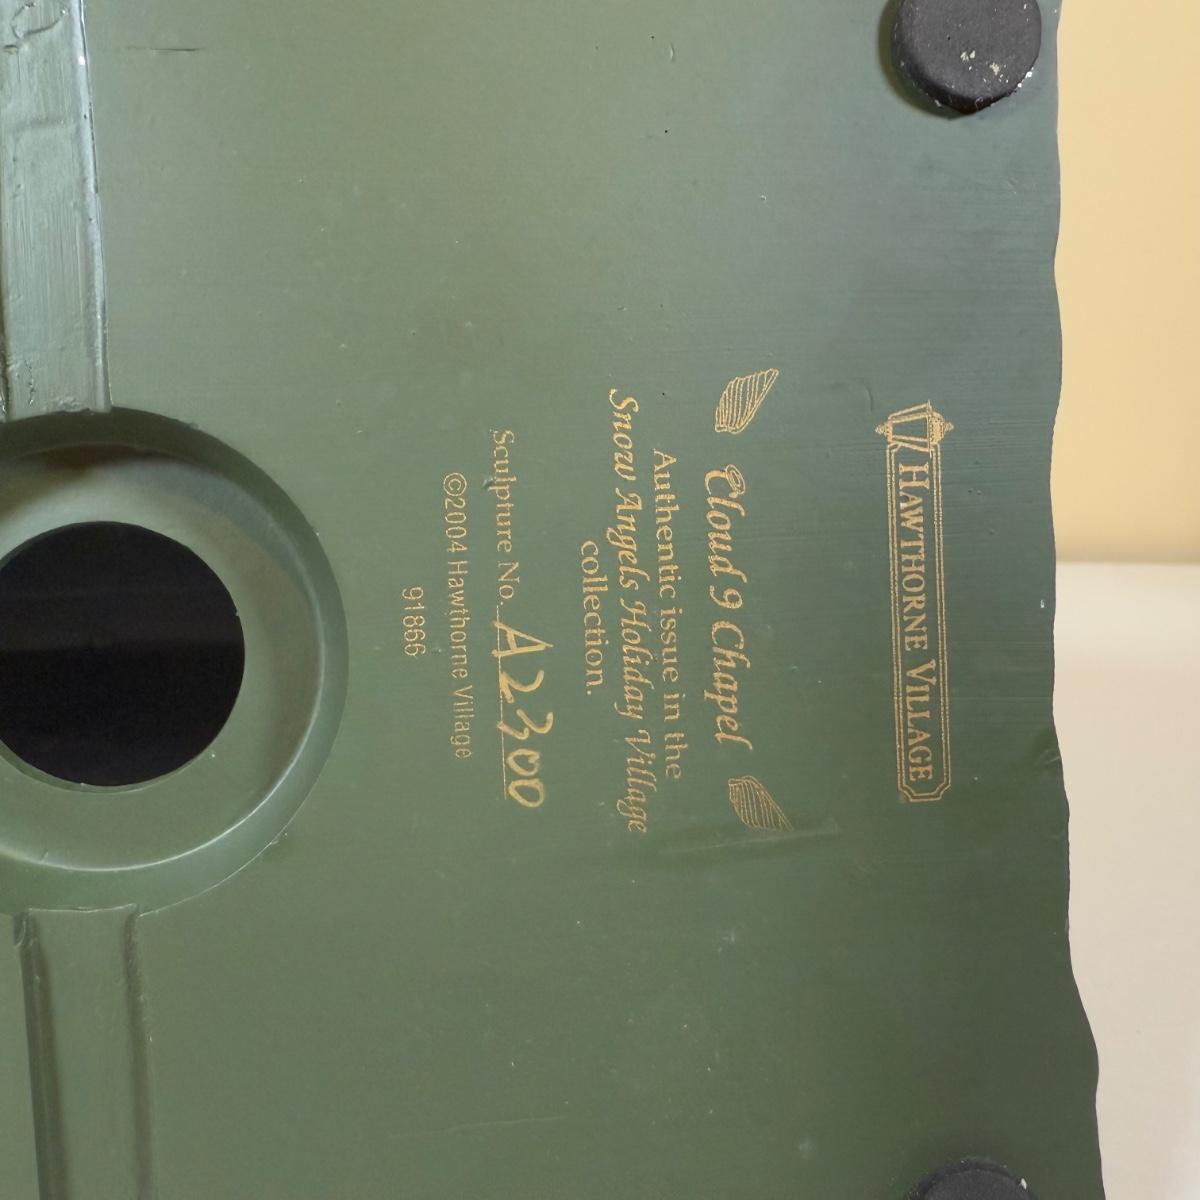 HAWTHORNE VILLAGE
Cloud 9 Chapel
Authentic issue in the
Snow Angels Holiday Village
collection.
Sculpture No. A2300
©2004 Hawthorne Village
91866